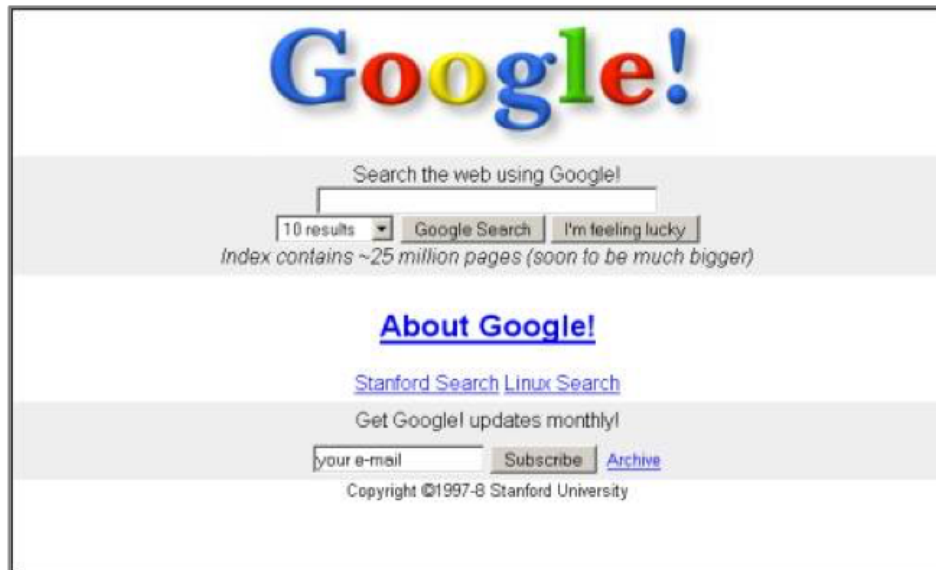 Google!
Search the web using Google!
10 results Google Search I'm feeling lucky
Index contains ~25 million pages (soon to be much bigger)
About Google!
Stanford Search Linux Search
Get Google! updates monthly!
your e-mail Subscribe Archive
Copyright ©1997-8 Stanford University